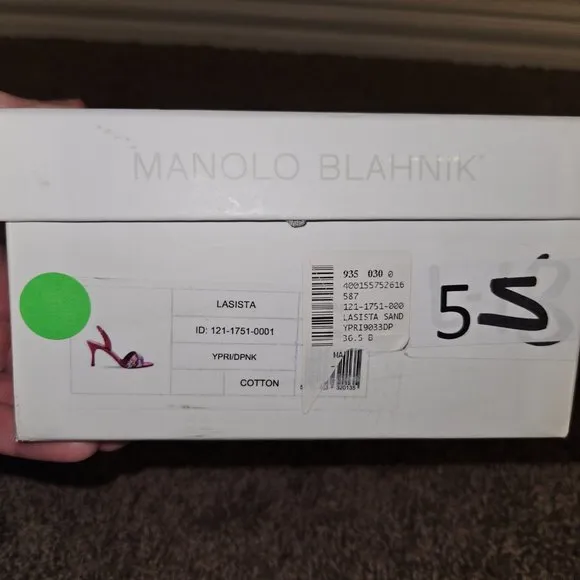 MANOLO BLAHNIK
LASISTA
ID: 121-1751-0001
YPRI/DPNK
COTTON
935 030 0
400155752616
587
121-1751-000
LASISTA SAND
YPRI9033DP
36.5 B
5